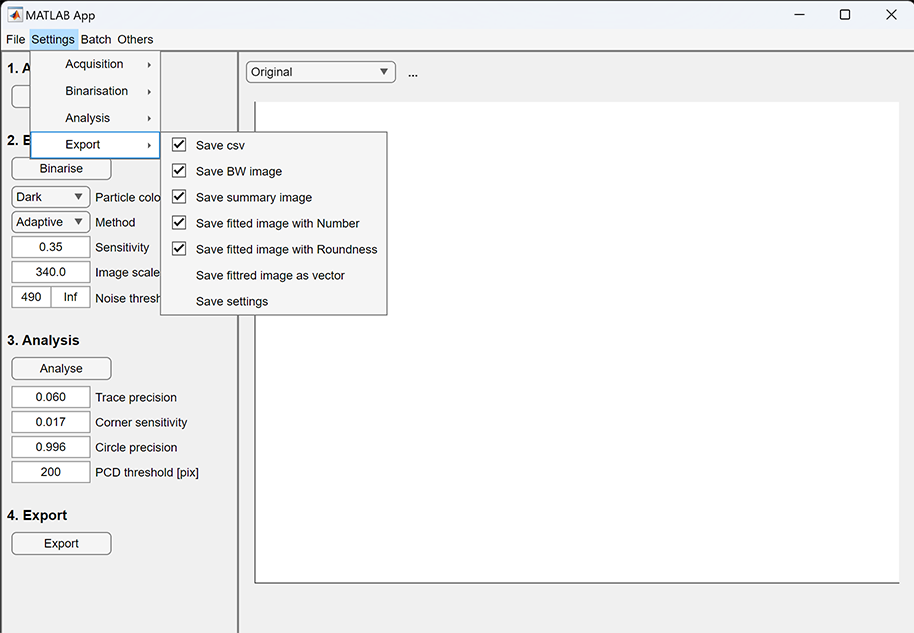 MATLAB App
File Settings Batch Others
1. A
Acquisition
Binarisation
Analysis
Export
Original
...
Save csv
Save BW image
Save summary image
Save fitted image with Number
Save fitted image with Roundness
Save fittred image as vector
Save settings
2. B
Binarise
Dark Particle colo
Adaptive Method
0.35 Sensitivity
340.0 Image scale
490 Inf Noise thresh
3. Analysis
Analyse
0.060 Trace precision
0.017 Corner sensitivity
0.996 Circle precision
200 PCD threshold [pix]
4. Export
Export